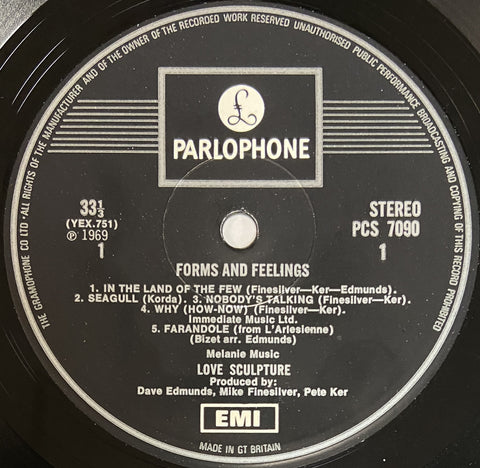 THE GRAMOPHONE CO LTD · ALL RIGHTS OF THE MANUFACTURER AND OF THE OWNER OF THE RECORDED WORK RESERVED UNAUTHORISED PUBLIC PERFORMANCE BROADCASTING AND COPYING OF THIS RECORD PROHIBITED
£
PARLOPHONE
33⅓
(YEX.751)
℗ 1969
1
STEREO
PCS 7090
1
FORMS AND FEELINGS
1. IN THE LAND OF THE FEW (Finesilver—Ker—Edmunds).
2. SEAGULL (Korda). 3. NOBODY'S TALKING (Finesilver—Ker).
4. WHY (HOW-NOW) (Finesilver—Ker).
Immediate Music Ltd.
5. FARANDOLE (from L'Arlesienne)
(Bizet arr. Edmunds)
Melanie Music
LOVE SCULPTURE
Produced by:
Dave Edmunds, Mike Finesilver, Pete Ker
EMI
MADE IN GT BRITAIN